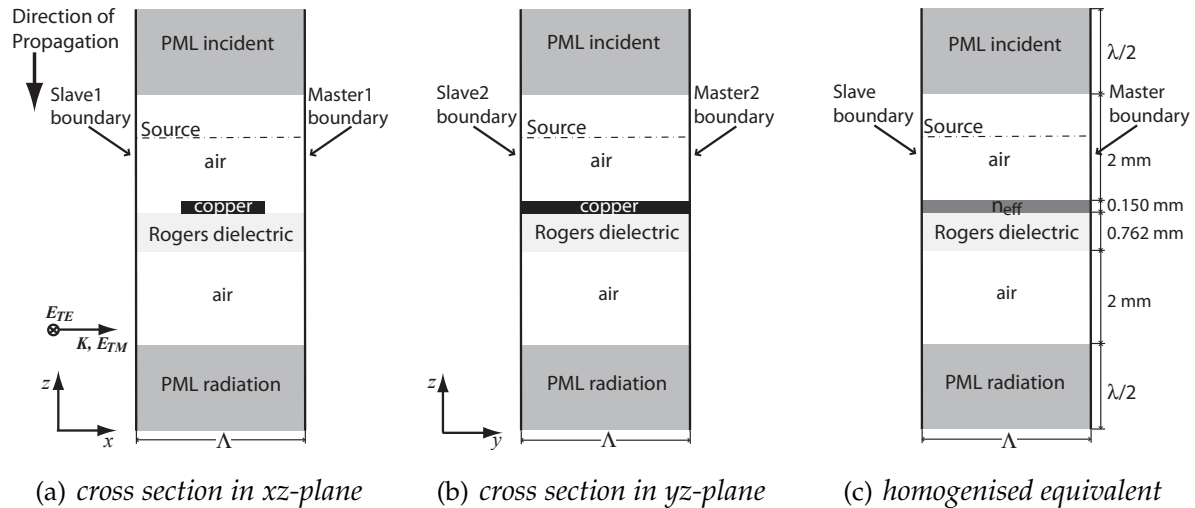 Direction of
Propagation
PML incident
Slave1
boundary
Master1
boundary
Source
air
copper
Rogers dielectric
air
E_TE
K, E_TM
PML radiation
z
x
Λ
(a) cross section in xz-plane
PML incident
Slave2
boundary
Master2
boundary
Source
air
copper
Rogers dielectric
air
PML radiation
z
y
Λ
(b) cross section in yz-plane
PML incident
λ/2
Slave
boundary
Master
boundary
Source
air
2 mm
n_eff
0.150 mm
Rogers dielectric
0.762 mm
air
2 mm
PML radiation
λ/2
Λ
(c) homogenised equivalent